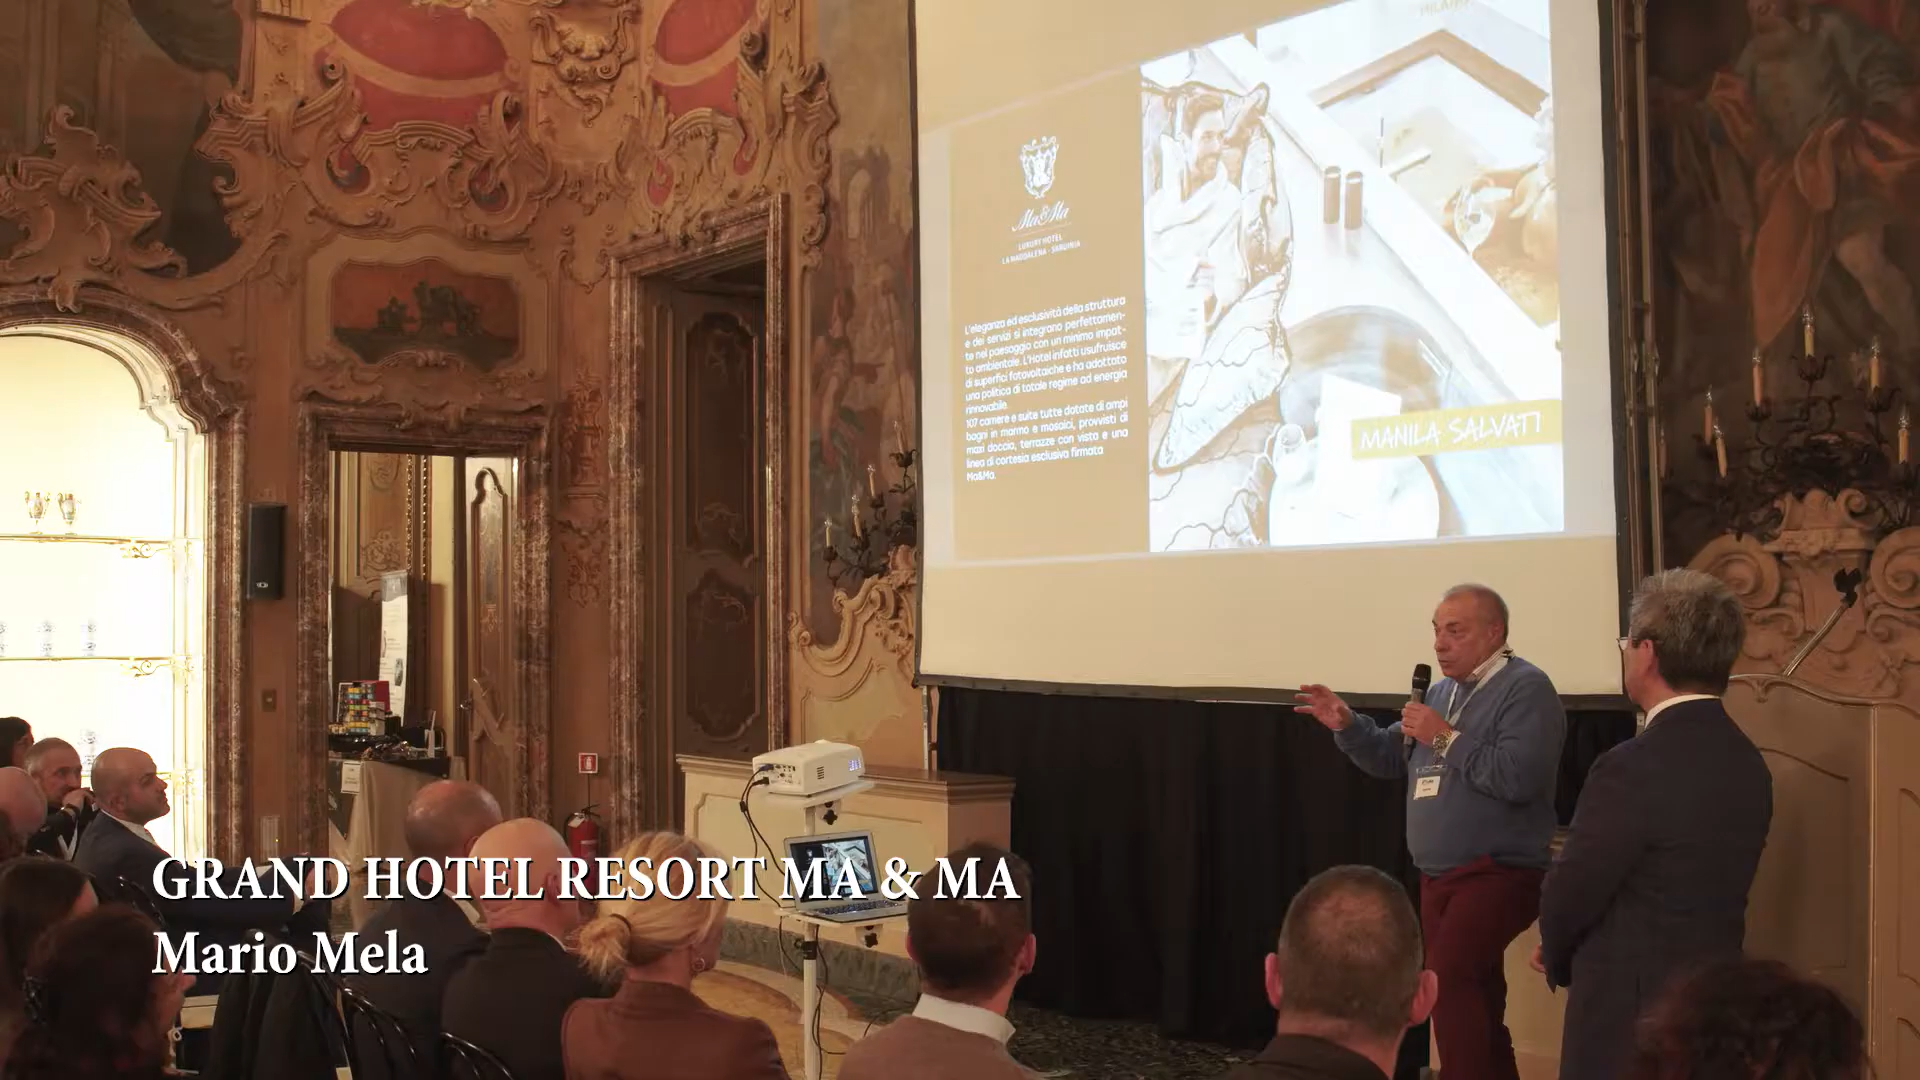 Ma&Ma
LUXURY HOTEL
LA MADDALENA - SARDINIA
L'eleganza ed esclusività della struttura
e dei servizi si integrano perfettamen-
te nel paesaggio con un minimo impat-
to ambientale. L'Hotel infatti usufruisce
di superfici fotovoltaiche e ha adottato
una politica di totale regime ad energia
rinnovabile.
107 camere e suite tutte dotate di ampi
bagni in marmo e mosaici, provvisti di
maxi doccia, terrazze con vista e una
linea di cortesia esclusiva firmata
Ma&Ma.
MANILA SALVATI
GRAND HOTEL RESORT MA & MA
Mario Mela